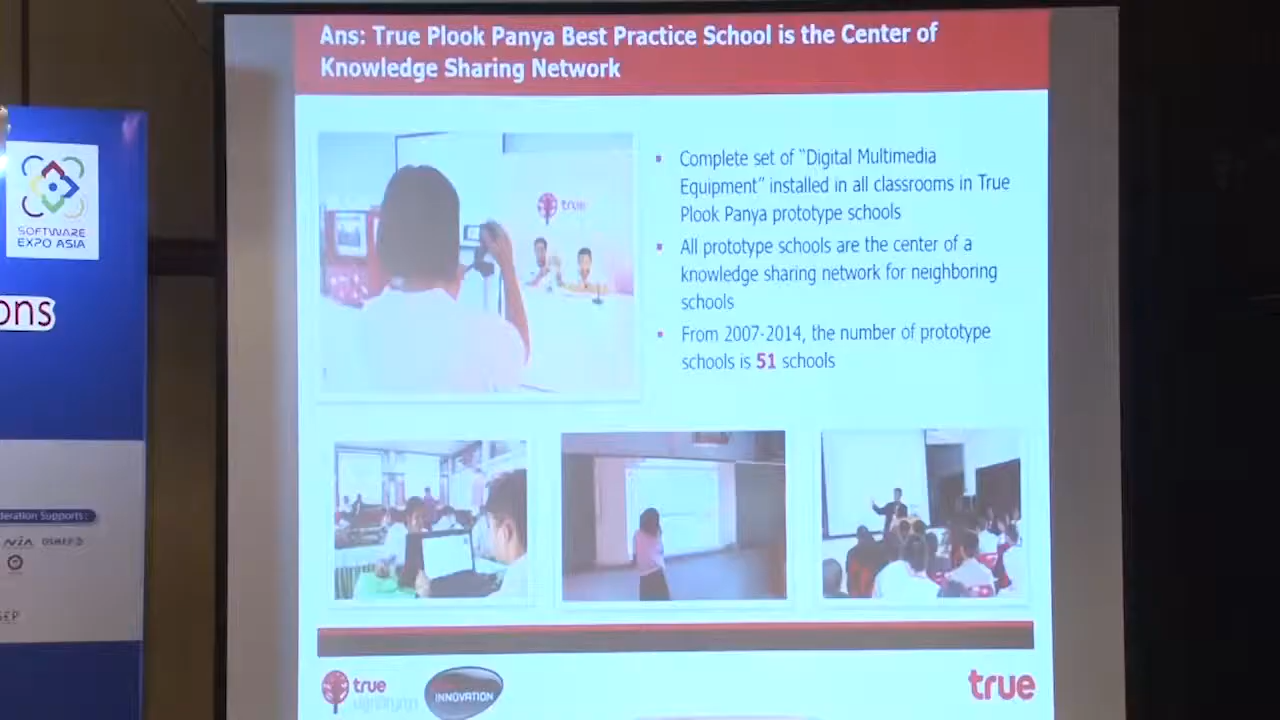 Ans: True Plook Panya Best Practice School is the Center of
Knowledge Sharing Network
true
▪ Complete set of “Digital Multimedia
Equipment” installed in all classrooms in True
Plook Panya prototype schools
▪ All prototype schools are the center of a
knowledge sharing network for neighboring
schools
▪ From 2007-2014, the number of prototype
schools is 51 schools
true
INNOVATION
true
SOFTWARE
EXPO ASIA
ons
deration Supports :
NIA